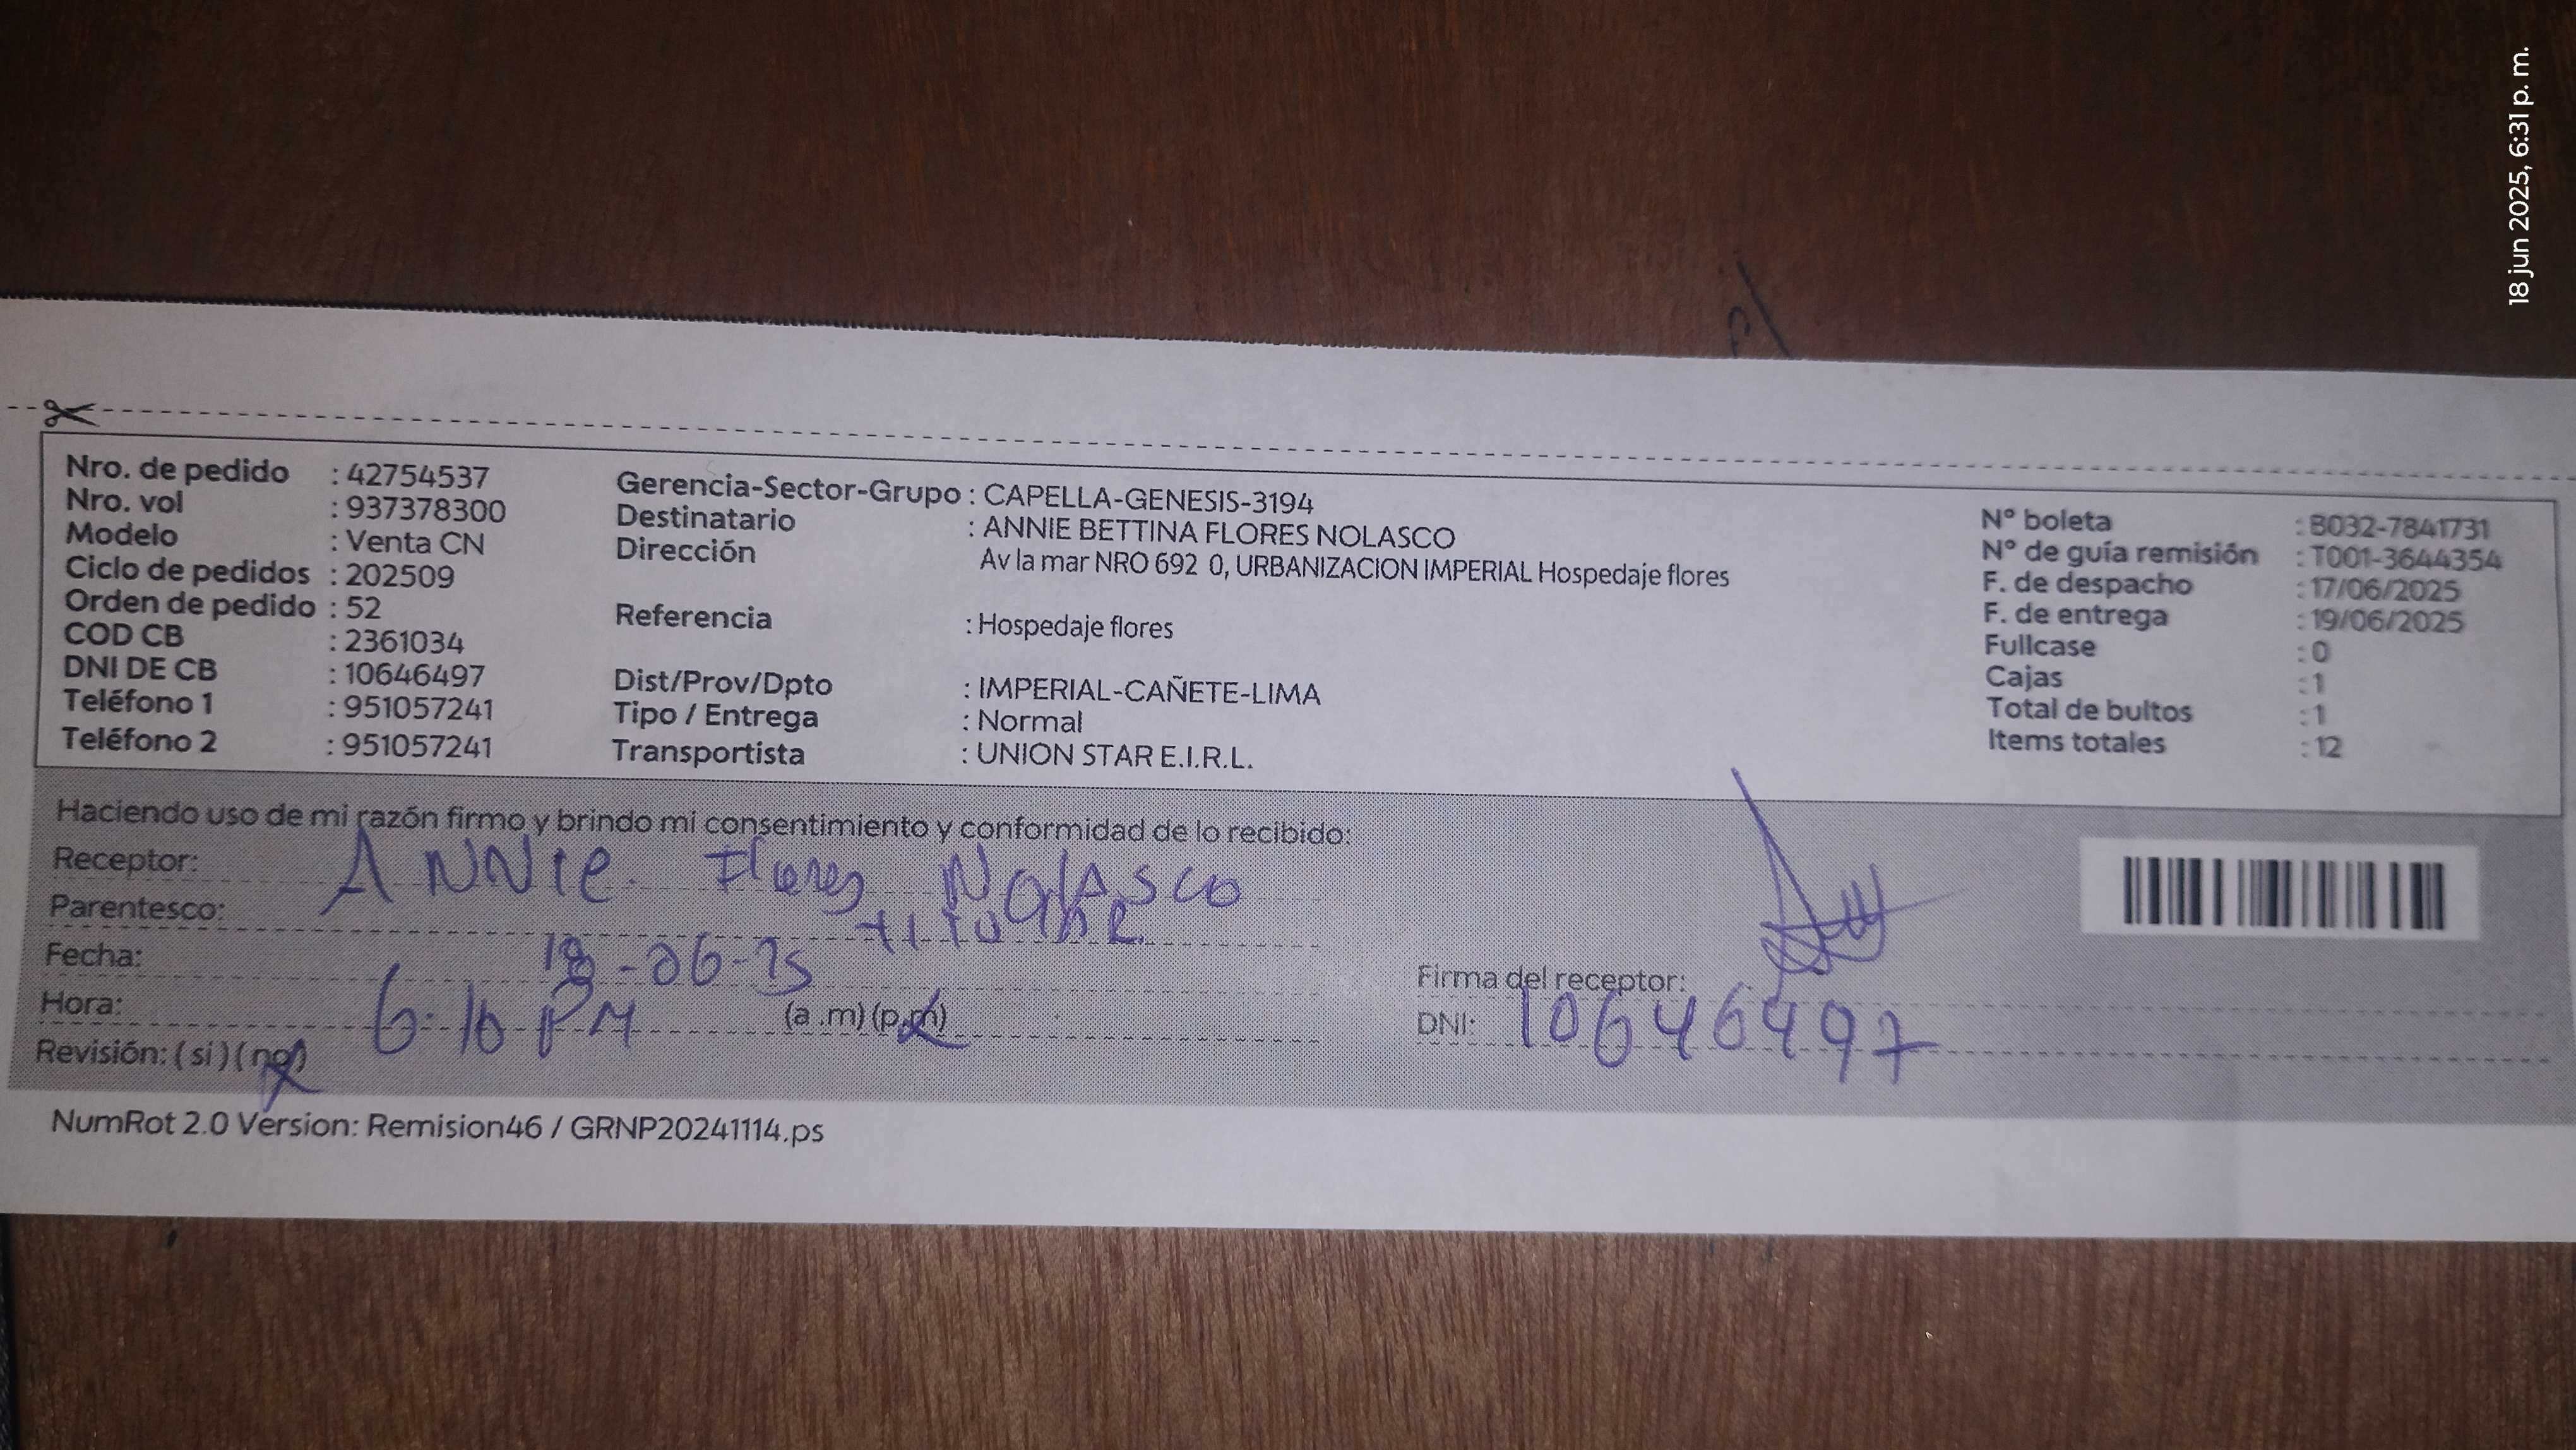 18 jun 2025, 6:31 p. m.
Nro. de pedido : 42754537
Nro. vol : 937378300
Modelo : Venta CN
Ciclo de pedidos : 202509
Orden de pedido : 52
COD CB : 2361034
DNI DE CB : 10646497
Teléfono 1 : 951057241
Teléfono 2 : 951057241
Gerencia-Sector-Grupo : CAPELLA-GENESIS-3194
Destinatario : ANNIE BETTINA FLORES NOLASCO
Dirección Av la mar NRO 692 0, URBANIZACION IMPERIAL Hospedaje flores
Referencia : Hospedaje flores
Dist/Prov/Dpto : IMPERIAL-CAÑETE-LIMA
Tipo / Entrega : Normal
Transportista : UNION STAR E.I.R.L.
N° boleta : B032-7841731
N° de guía remisión : T001-3644354
F. de despacho : 17/06/2025
F. de entrega : 19/06/2025
Fullcase : 0
Cajas : 1
Total de bultos : 1
Items totales : 12
Haciendo uso de mi razón firmo y brindo mi consentimiento y conformidad de lo recibido:
Receptor: ANNIe Flores NolAsco
Parentesco: titular
Fecha: 18-06-25
Hora: 6:10 PM (a .m) (p.m)
Revisión: ( si ) ( no )
Firma del receptor:
DNI: 10646497
NumRot 2.0 Version: Remision46 / GRNP20241114.ps